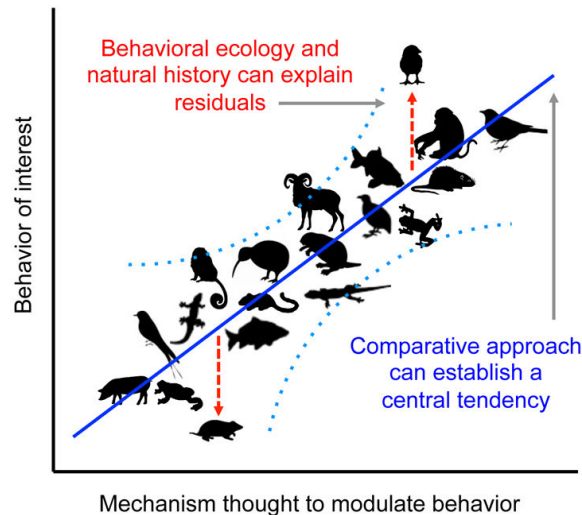 Behavioral ecology and
natural history can explain
residuals
Behavior of interest
Comparative approach
can establish a
central tendency
Mechanism thought to modulate behavior